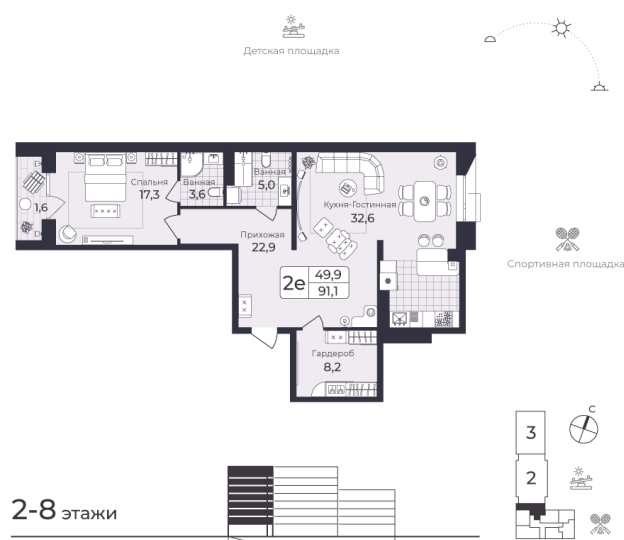 Детская площадка
Спальня
17,3
Ванная
3,6
Ванная
5,0
Кухня-Гостинная
32,6
1,6
Прихожая
22,9
2е
49,9
91,1
Спортивная площадка
Гардероб
8,2
С
3
2
2-8 этажи